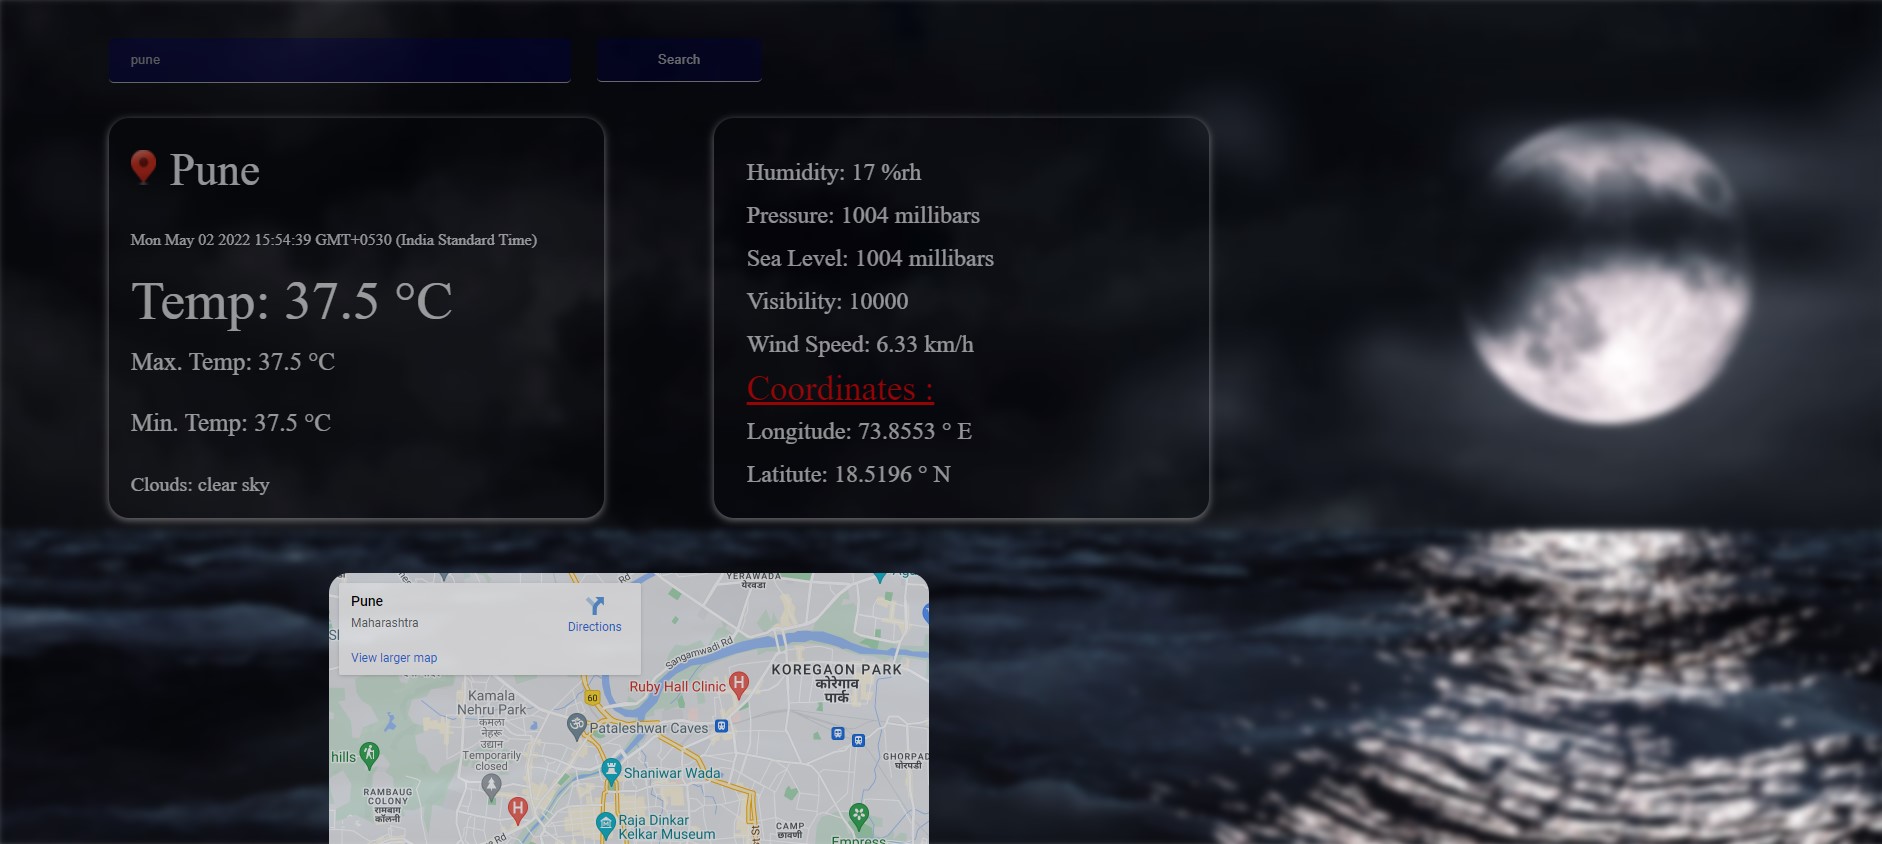 pune
Search
Pune
Mon May 02 2022 15:54:39 GMT+0530 (India Standard Time)
Temp: 37.5 °C
Max. Temp: 37.5 °C
Min. Temp: 37.5 °C
Clouds: clear sky
Humidity: 17 %rh
Pressure: 1004 millibars
Sea Level: 1004 millibars
Visibility: 10000
Wind Speed: 6.33 km/h
Coordinates :
Longitude: 73.8553 ° E
Latitute: 18.5196 ° N
Pune
Maharashtra
Directions
View larger map
Rd
YERAWADA
येरवडा
Sangamwadi Rd
KOREGAON PARK
कोरेगाव
पार्क
Ruby Hall Clinic
H
60
Kamala
Nehru Park
कमला
नेहरू
उद्यान
Temporarily
closed
Pataleshwar Caves
GHORPAD
घोरपडी
hills
Shaniwar Wada
RAMBAUG
COLONY
रामबाग
कॉलनी
H
Raja Dinkar
Kelkar Museum
CAMP
छावणी
Empress
Rd
St